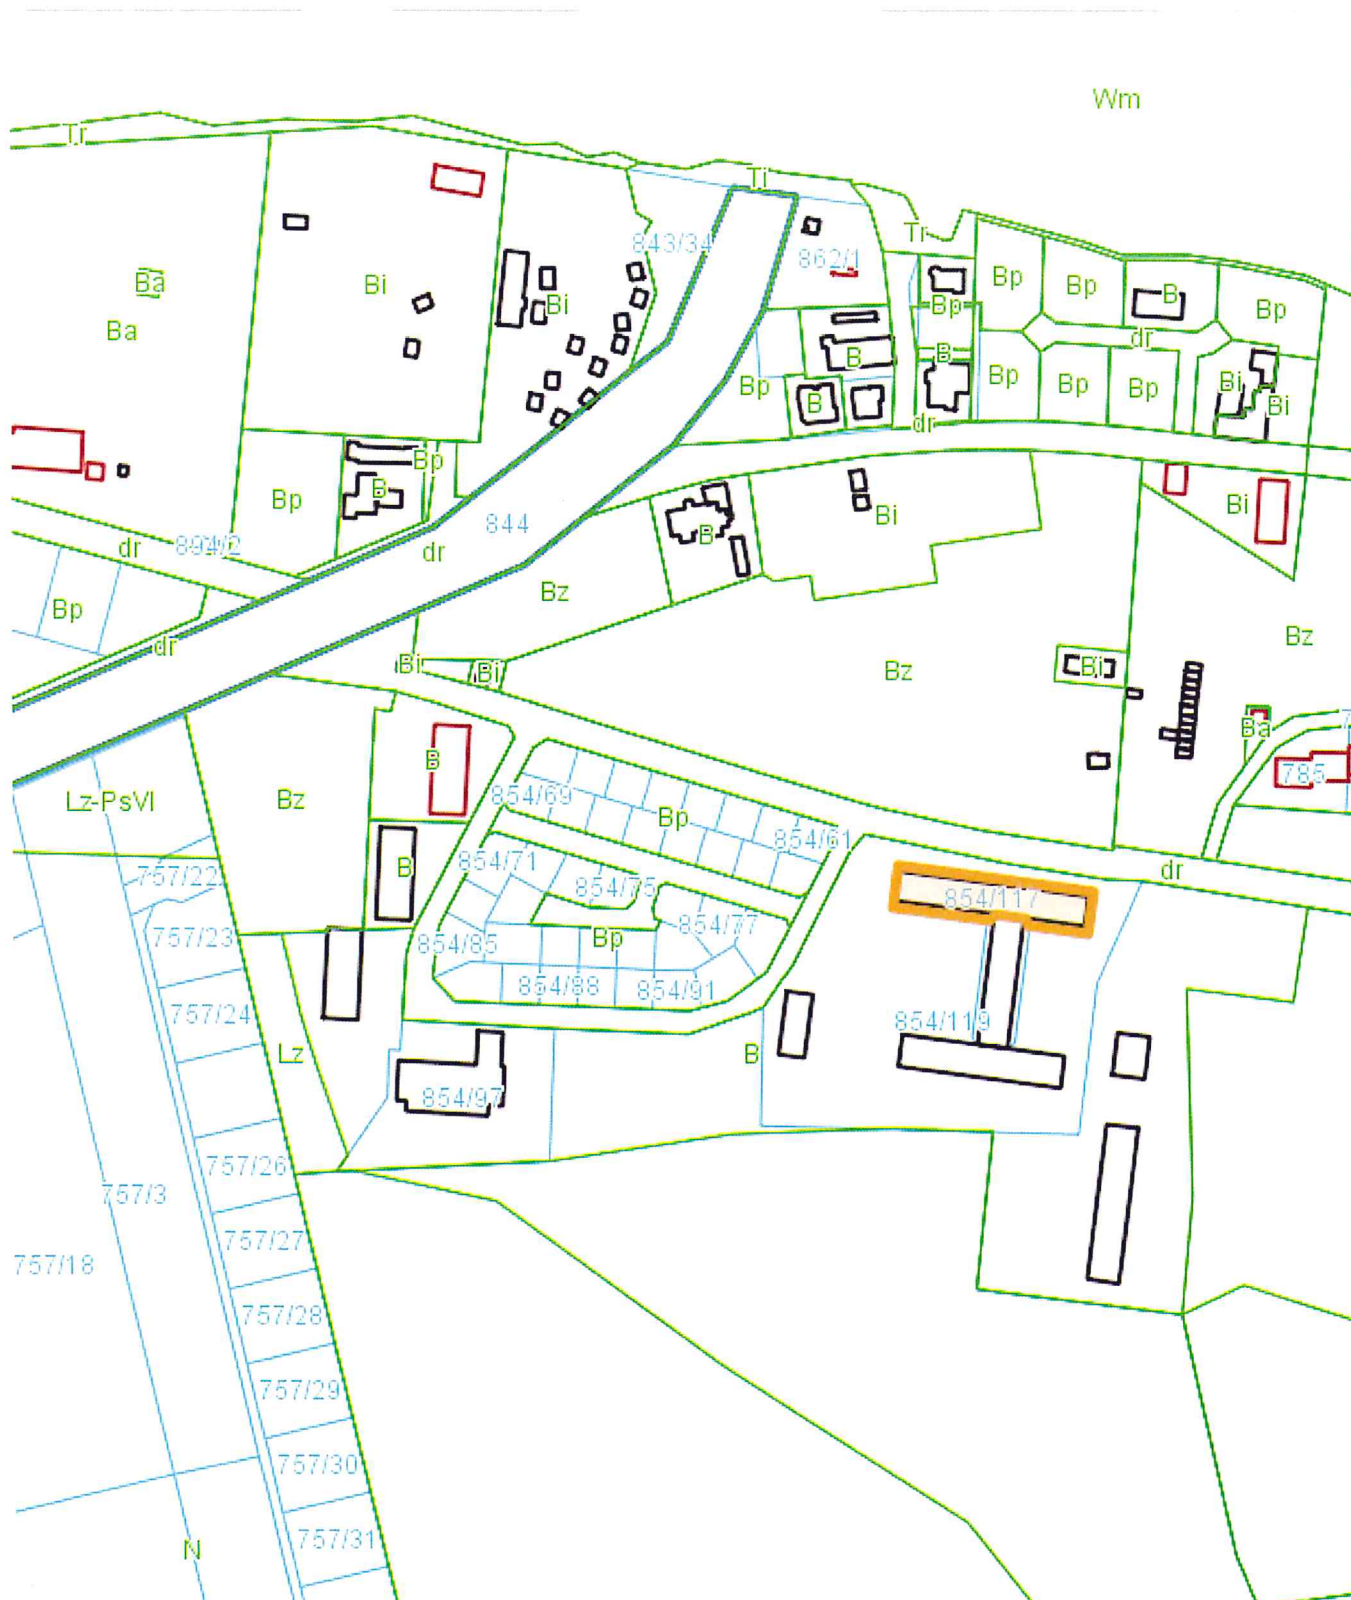 Wm
Tr
Ti
Tr
843/34
862/1
Ba
Bi
Bi
Bp
Bp
B
Bp
Bp
Ba
dr
B
B
Bp
Bp
Bp
Bp
Bi
Bi
Bp
B
dr
Bp
B
Bp
Bi
Bi
844
B
dr
dr
Bp
Bz
dr
Bi
Bi
Bz
Bi
Bz
Ba
B
785
Lz-PsVI
Bz
854/69
Bp
854/61
B
854/71
854/75
dr
757/22
854/117
854/77
757/23
854/85
Bp
854/88
854/91
757/24
854/119
Lz
B
854/97
757/26
757/3
757/27
757/18
757/28
757/29
757/30
757/31
N